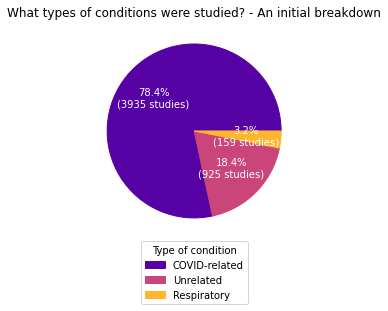 What types of conditions were studied? - An initial breakdown
78.4%
(3935 studies)
3.2%
(159 studies)
18.4%
(925 studies)
Type of condition
COVID-related
Unrelated
Respiratory